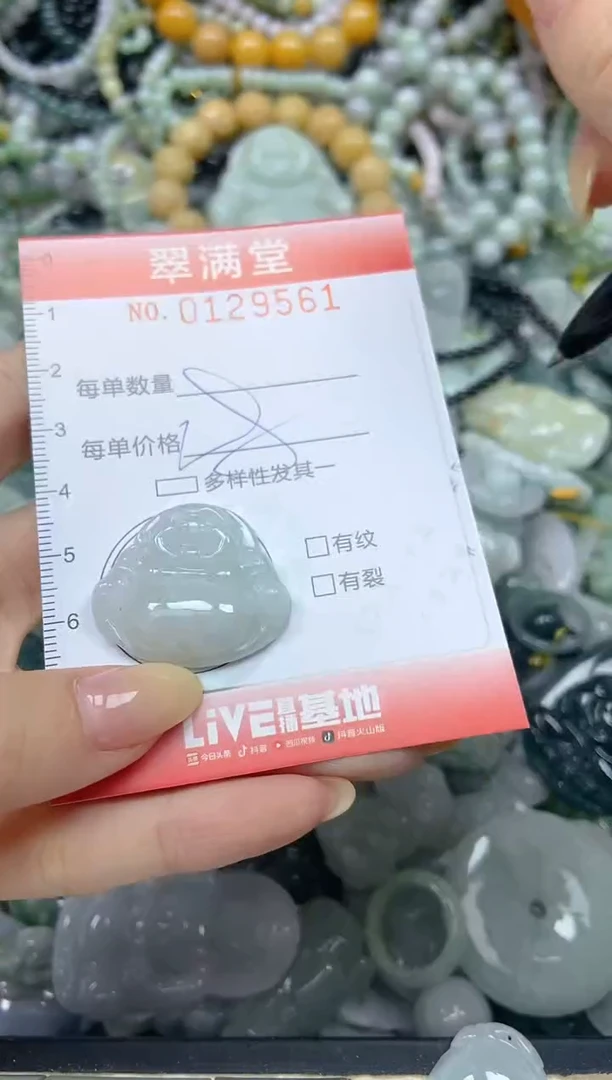 翠满堂
NO. 0129561
0
1
2
每单数量
3
每单价格
4
多样性发其一
5
有纹
有裂
6
LiVE直播基地
今日头条 抖音 西瓜视频 抖音火山版